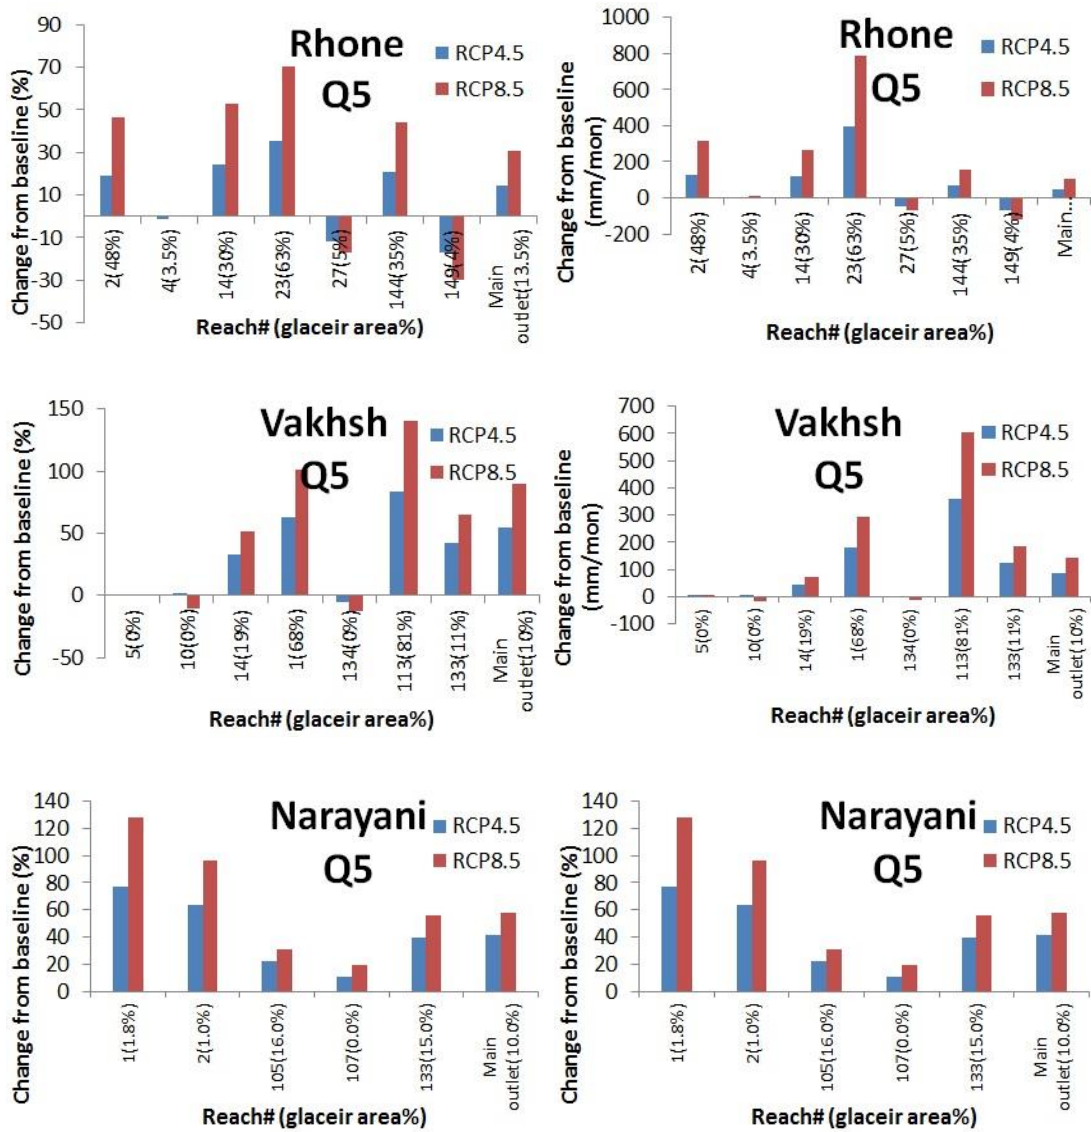 90
70
50
30
10
-10
-30
-50
Change from baseline (%)
Rhone
Q5
RCP4.5
RCP8.5
2(48%)
4(3.5%)
14(30%)
23(63%)
27(5%)
144(35%)
149(4%)
Main
outlet(13.5%)
Reach# (glaceir area%)
1000
800
600
400
200
0
-200
Change from baseline
(mm/mon)
Rhone
Q5
RCP4.5
RCP8.5
2(48%)
4(3.5%)
14(30%)
23(63%)
27(5%)
144(35%)
149(4%)
Main...
Reach# (glaceir area%)
150
100
50
0
-50
Change from baseline (%)
Vakhsh
Q5
RCP4.5
RCP8.5
5(0%)
10(0%)
14(19%)
1(68%)
134(0%)
113(81%)
133(11%)
Main
outlet(10%)
Reach# (glaceir area%)
700
600
500
400
300
200
100
0
-100
Change from baseline
(mm/mon)
Vakhsh
Q5
RCP4.5
RCP8.5
5(0%)
10(0%)
14(19%)
1(68%)
134(0%)
113(81%)
133(11%)
Main
outlet(10%)
Reach# (glaceir area%)
140
120
100
80
60
40
20
0
Change from baseline (%)
Narayani
Q5
RCP4.5
RCP8.5
1(1.8%)
2(1.0%)
105(16.0%)
107(0.0%)
133(15.0%)
Main
outlet(10.0%)
Reach# (glaceir area%)
140
120
100
80
60
40
20
0
Change from baseline (%)
Narayani
Q5
RCP4.5
RCP8.5
1(1.8%)
2(1.0%)
105(16.0%)
107(0.0%)
133(15.0%)
Main
outlet(10.0%)
Reach# (glaceir area%)